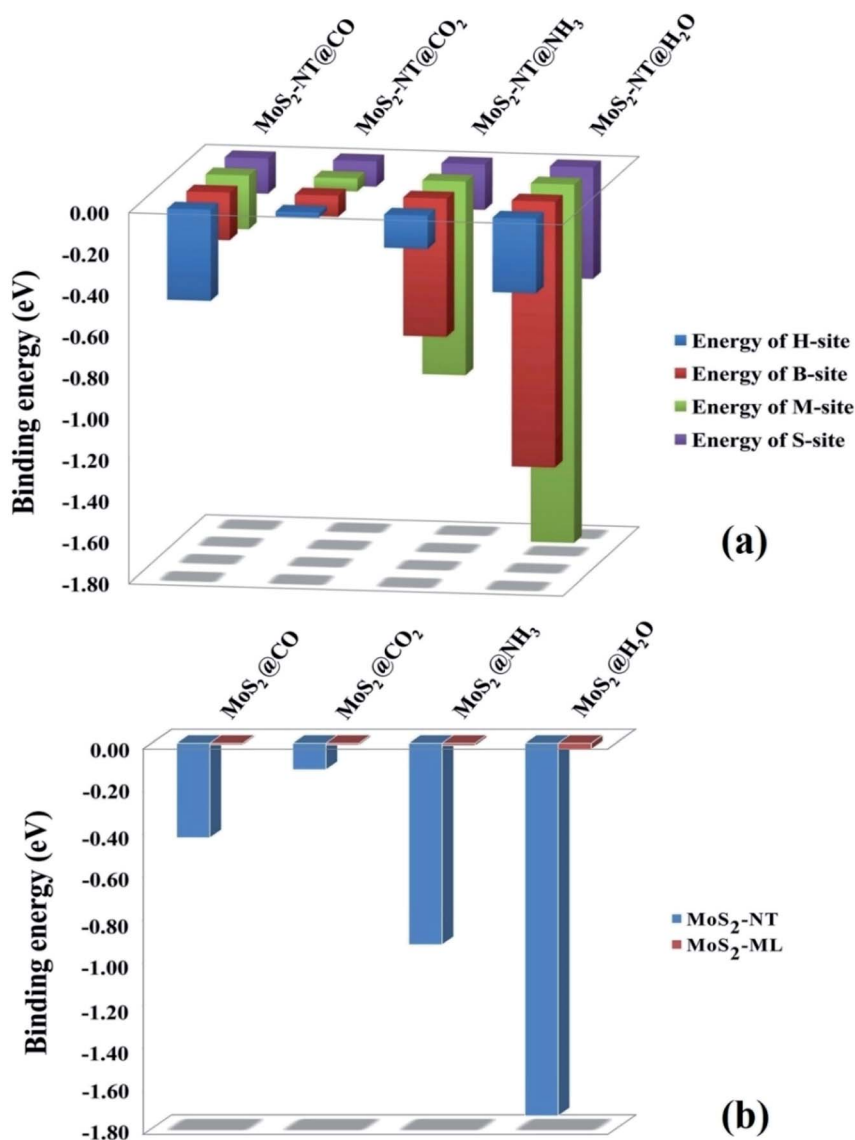 MoS2-NT@CO
MoS2-NT@CO2
MoS2-NT@NH3
MoS2-NT@H2O
Binding energy (eV)
0.00
-0.20
-0.40
-0.60
-0.80
-1.00
-1.20
-1.40
-1.60
-1.80
Energy of H-site
Energy of B-site
Energy of M-site
Energy of S-site
(a)
MoS2@CO
MoS2@CO2
MoS2@NH3
MoS2@H2O
Binding energy (eV)
0.00
-0.20
-0.40
-0.60
-0.80
-1.00
-1.20
-1.40
-1.60
-1.80
MoS2-NT
MoS2-ML
(b)